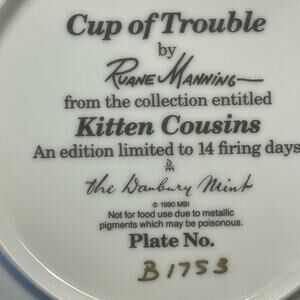 Cup of Trouble
by
Ruane Manning
from the collection entitled
Kitten Cousins
An edition limited to 14 firing days
the Danbury Mint
© 1990 MBI
Not for food use due to metallic
pigments which may be poisonous.
Plate No.
B1753